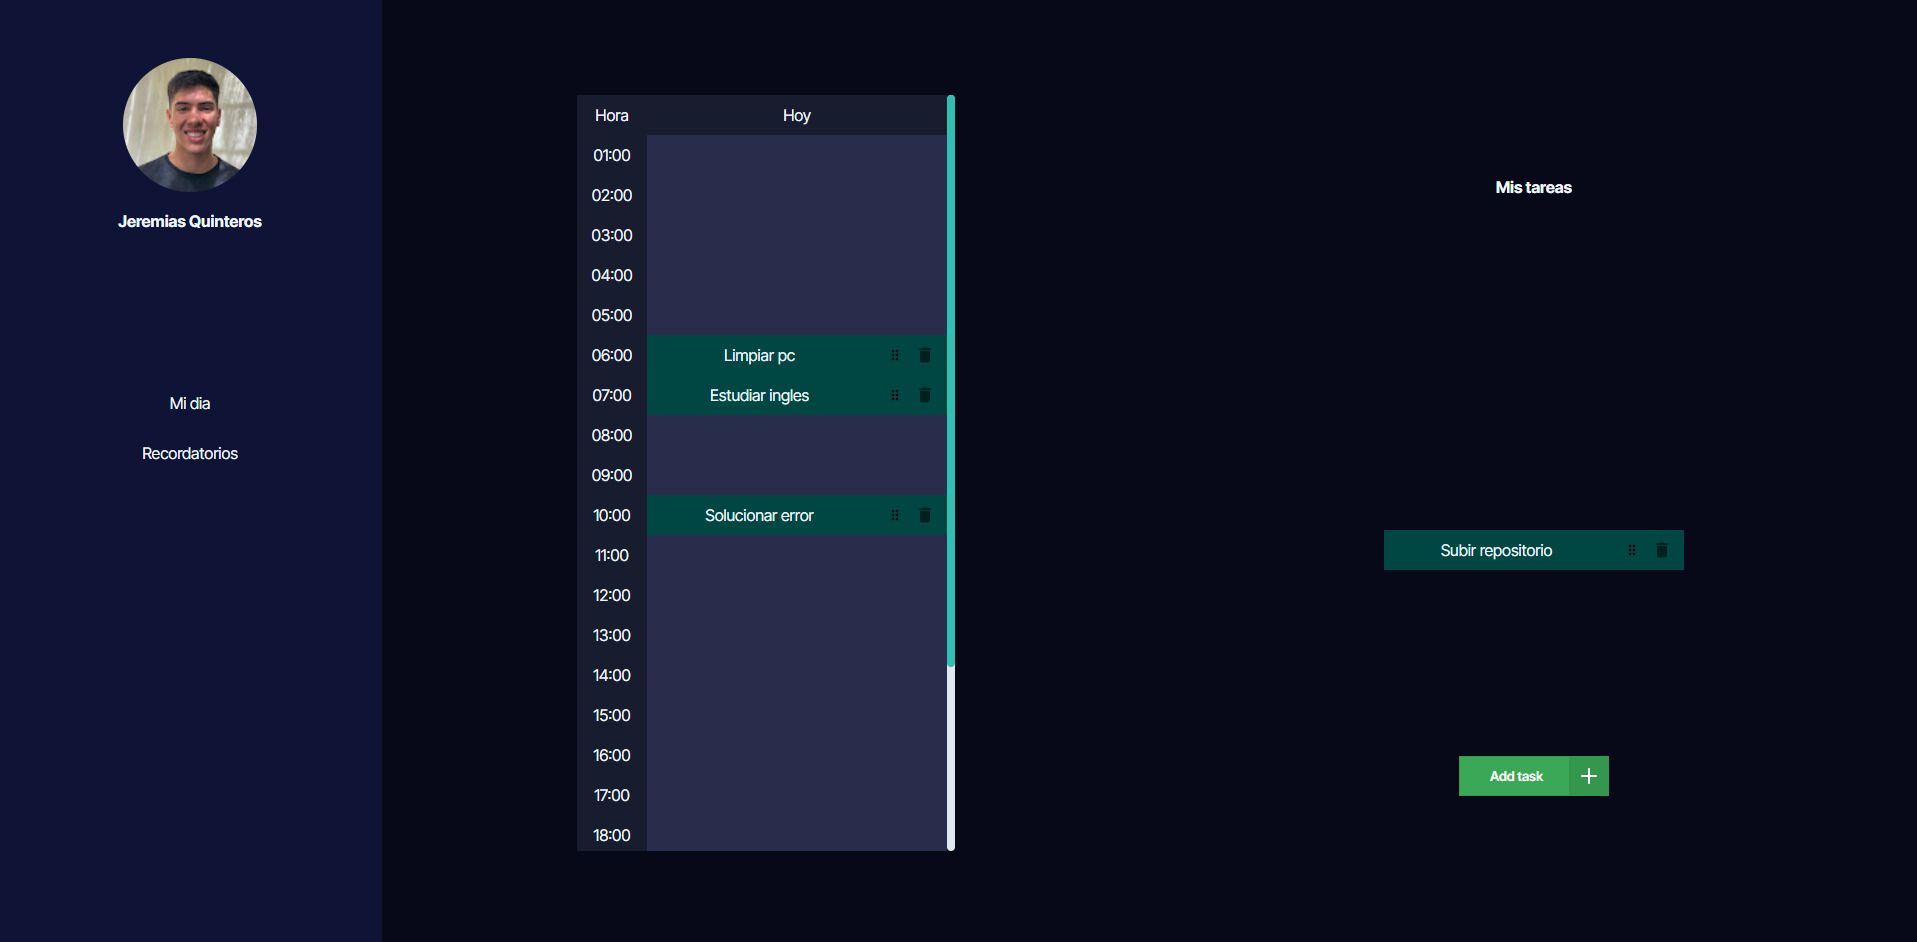 Jeremias Quinteros
Mi dia
Recordatorios
Hora Hoy
01:00
02:00
03:00
04:00
05:00
06:00 Limpiar pc
07:00 Estudiar ingles
08:00
09:00
10:00 Solucionar error
11:00
12:00
13:00
14:00
15:00
16:00
17:00
18:00
Mis tareas
Subir repositorio
Add task